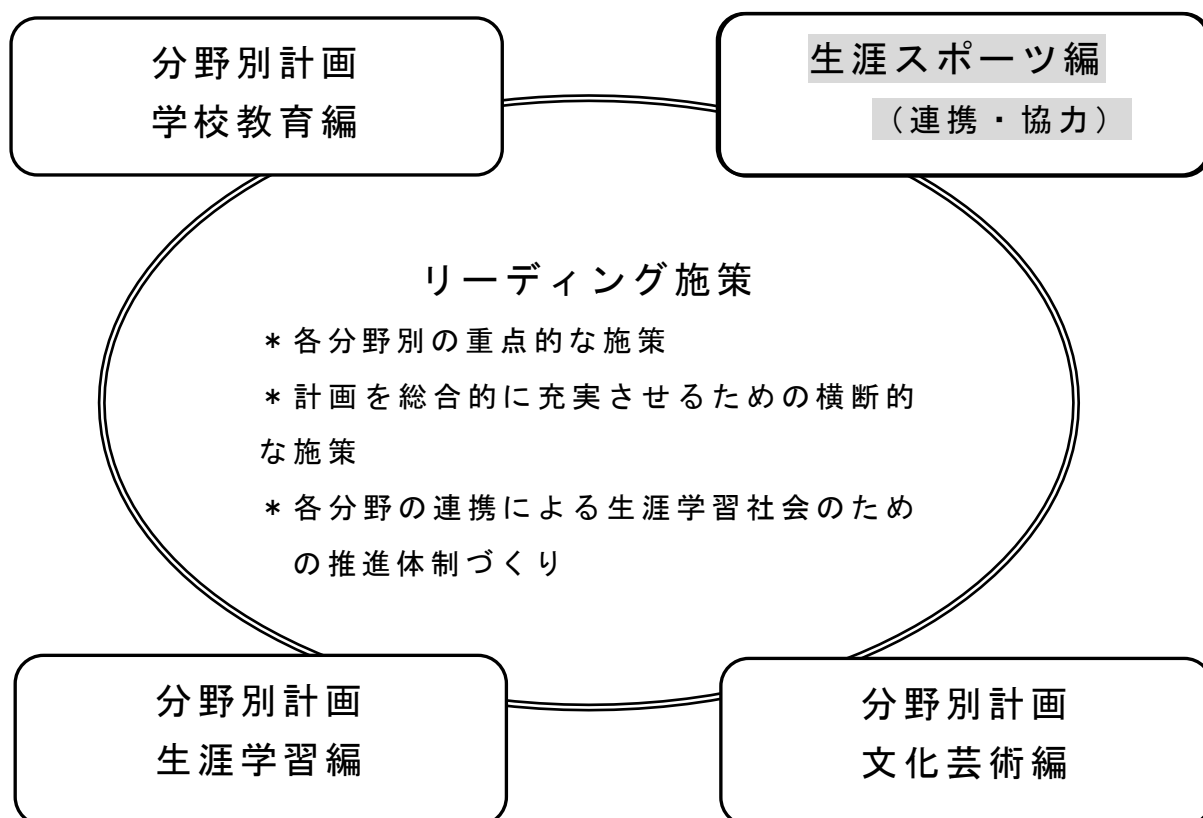 分野別計画
学校教育編
生涯スポーツ編
（連携・協力）
リーディング施策
＊各分野別の重点的な施策
＊計画を総合的に充実させるための横断的
な施策
＊各分野の連携による生涯学習社会のため
の推進体制づくり
分野別計画
生涯学習編
分野別計画
文化芸術編